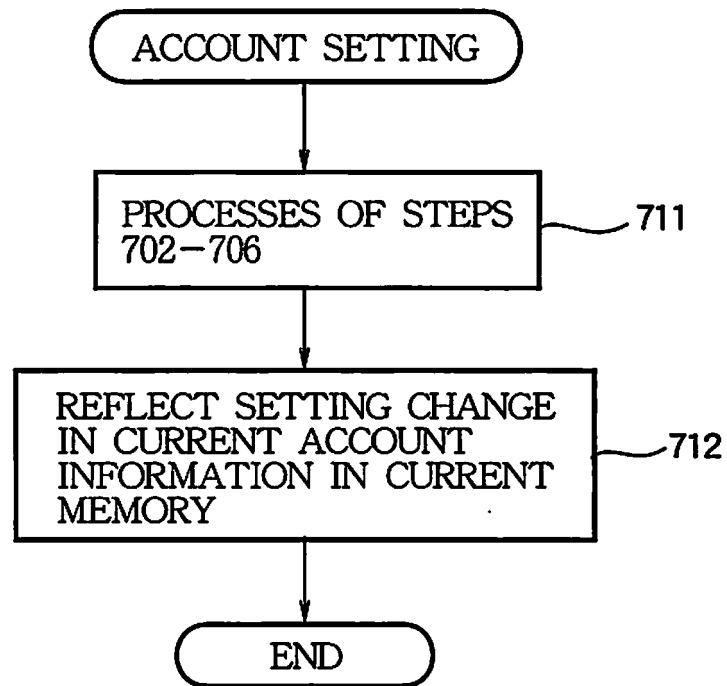 ACCOUNT SETTING
PROCESSES OF STEPS
702-706
711
REFLECT SETTING CHANGE
IN CURRENT ACCOUNT
INFORMATION IN CURRENT
MEMORY
712
END